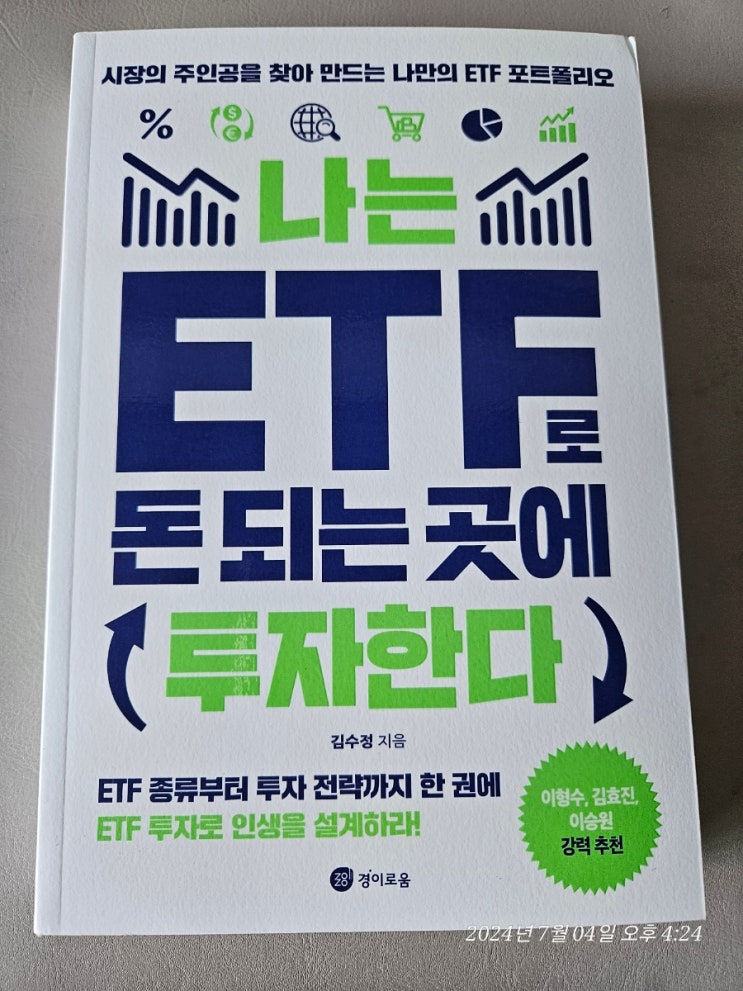 시장의 주인공을 찾아 만드는 나만의 ETF 포트폴리오
%
$
€
나는
ETF로
돈 되는 곳에
투자한다
김수정 지음
ETF 종류부터 투자 전략까지 한 권에
ETF 투자로 인생을 설계하라!
이형수, 김효진,
이승원
강력 추천
경이로움
2024년 7월 04일 오후 4:24